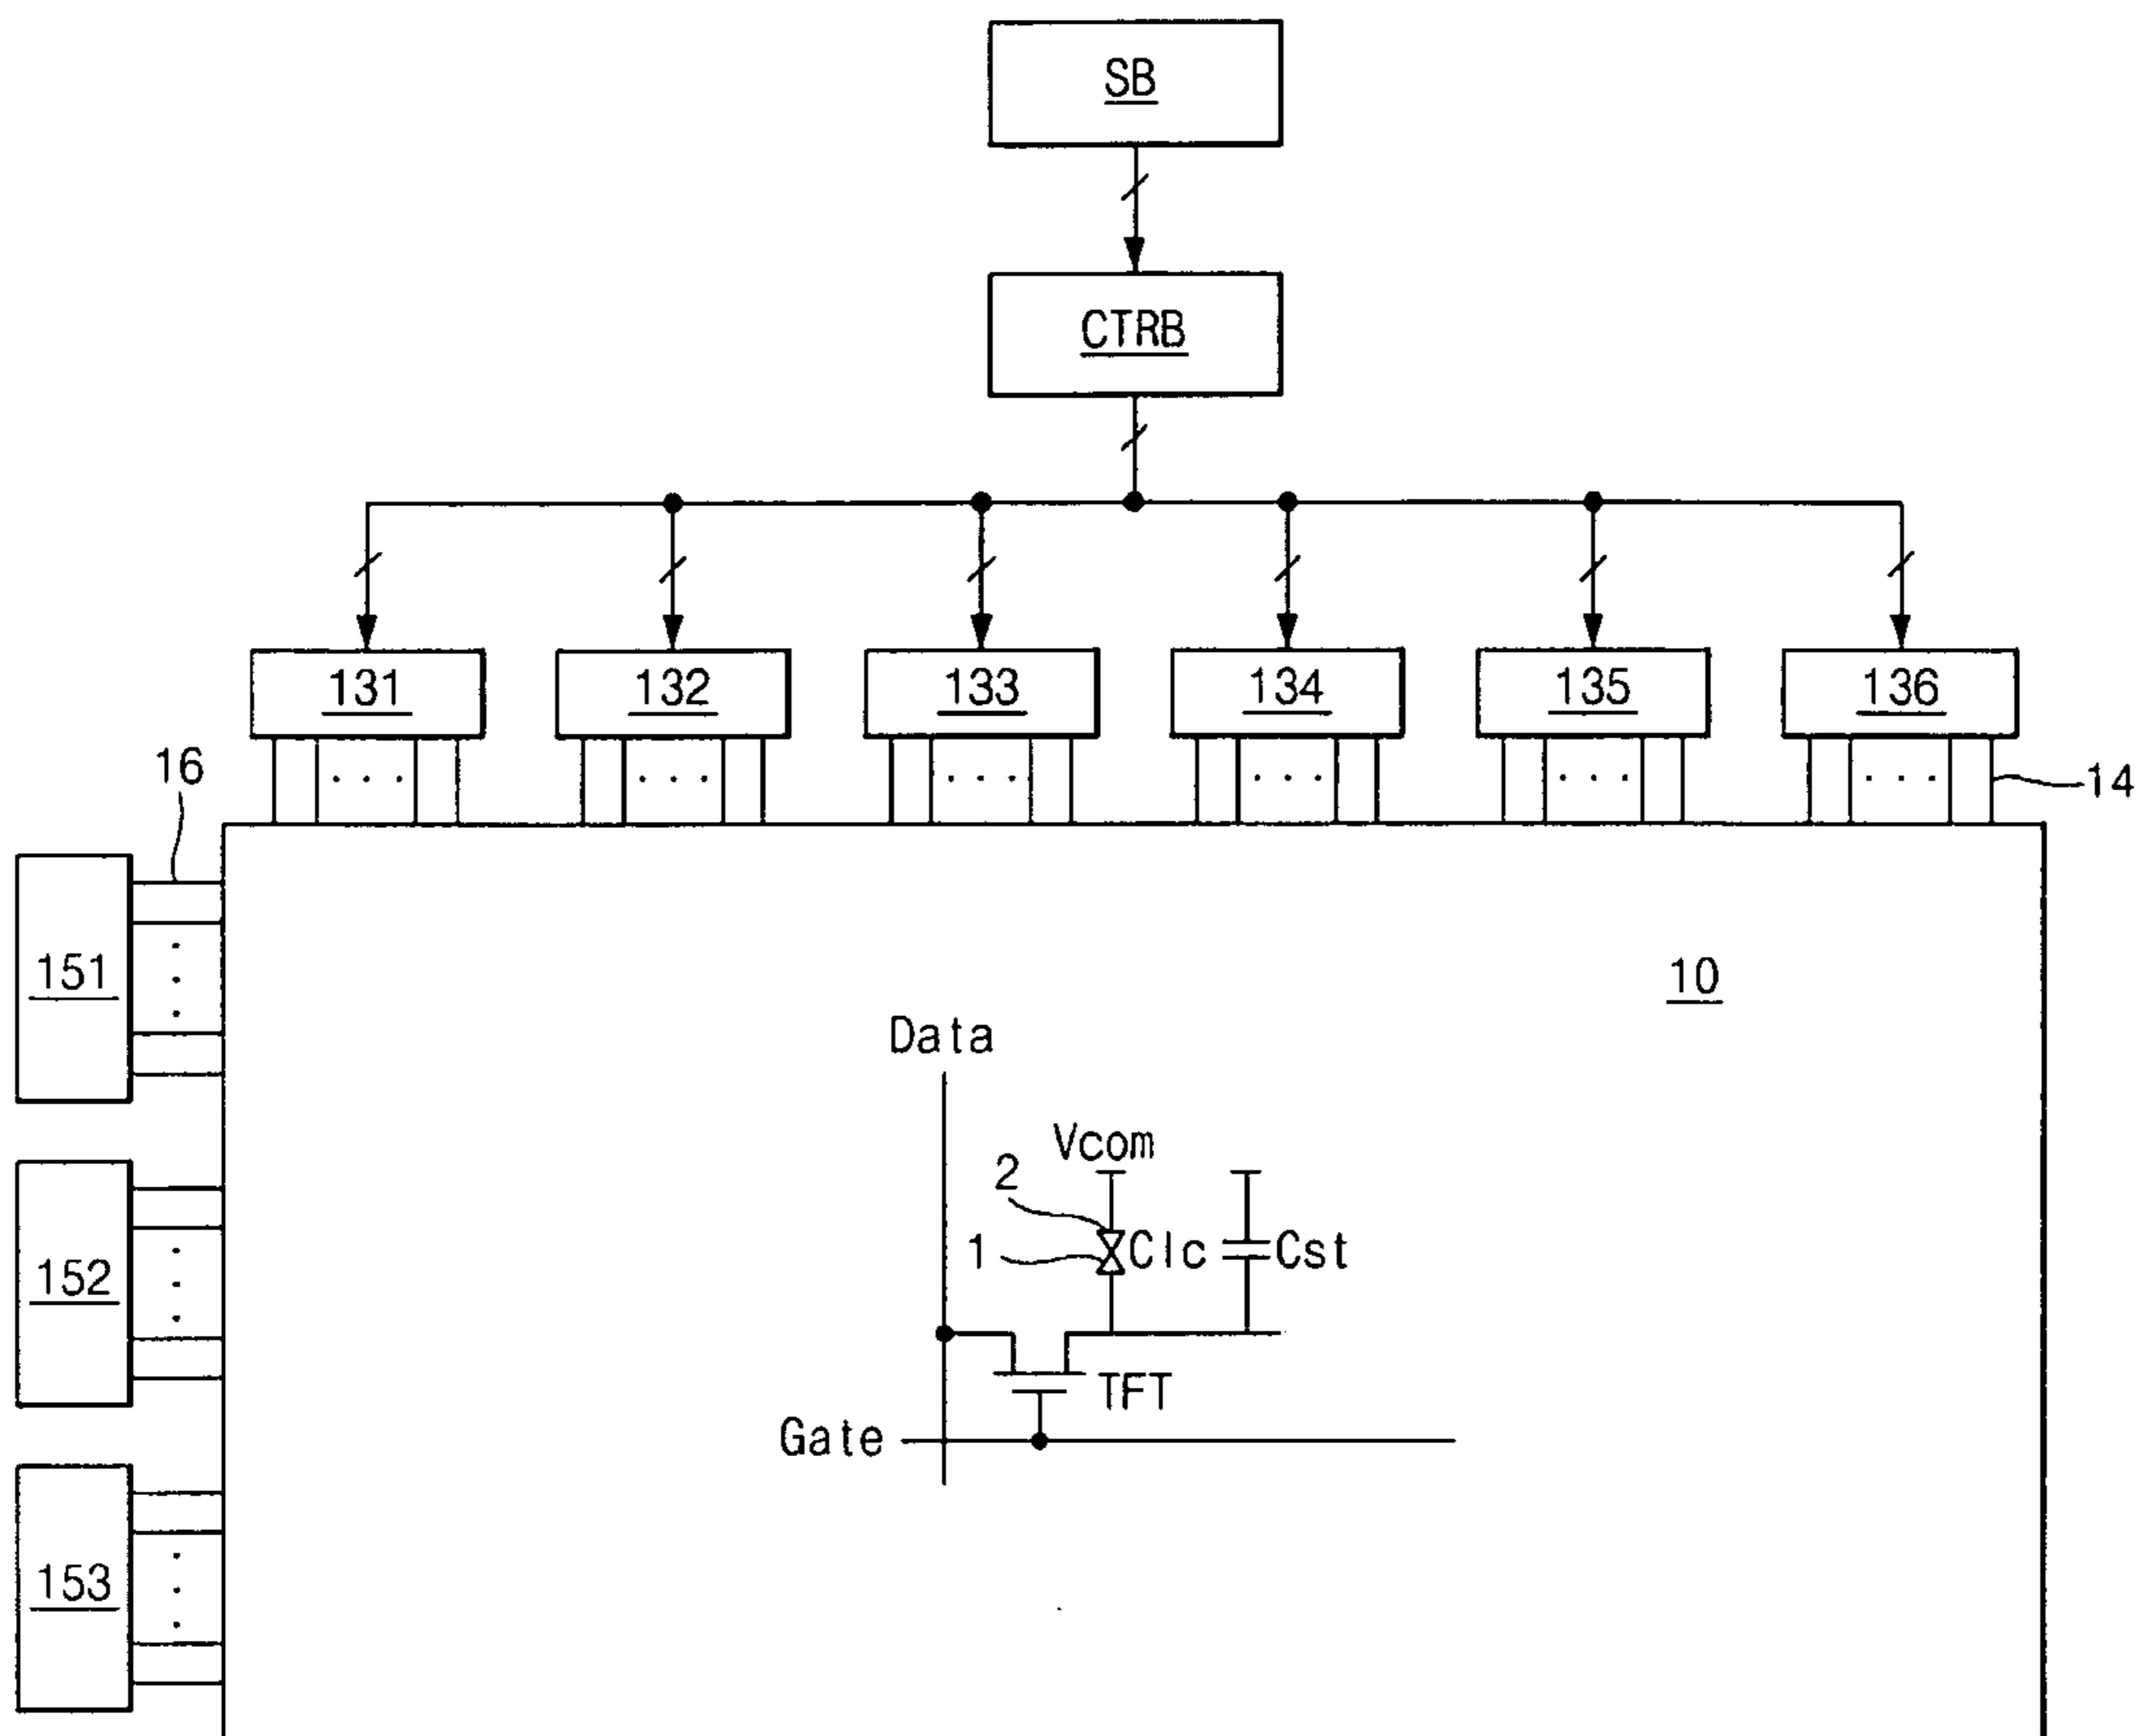 SB
CTRB
131 132 133 134 135 136
16
14
151
10
Data
Vcom
2
1 Clc Cst
152
TFT
Gate
153